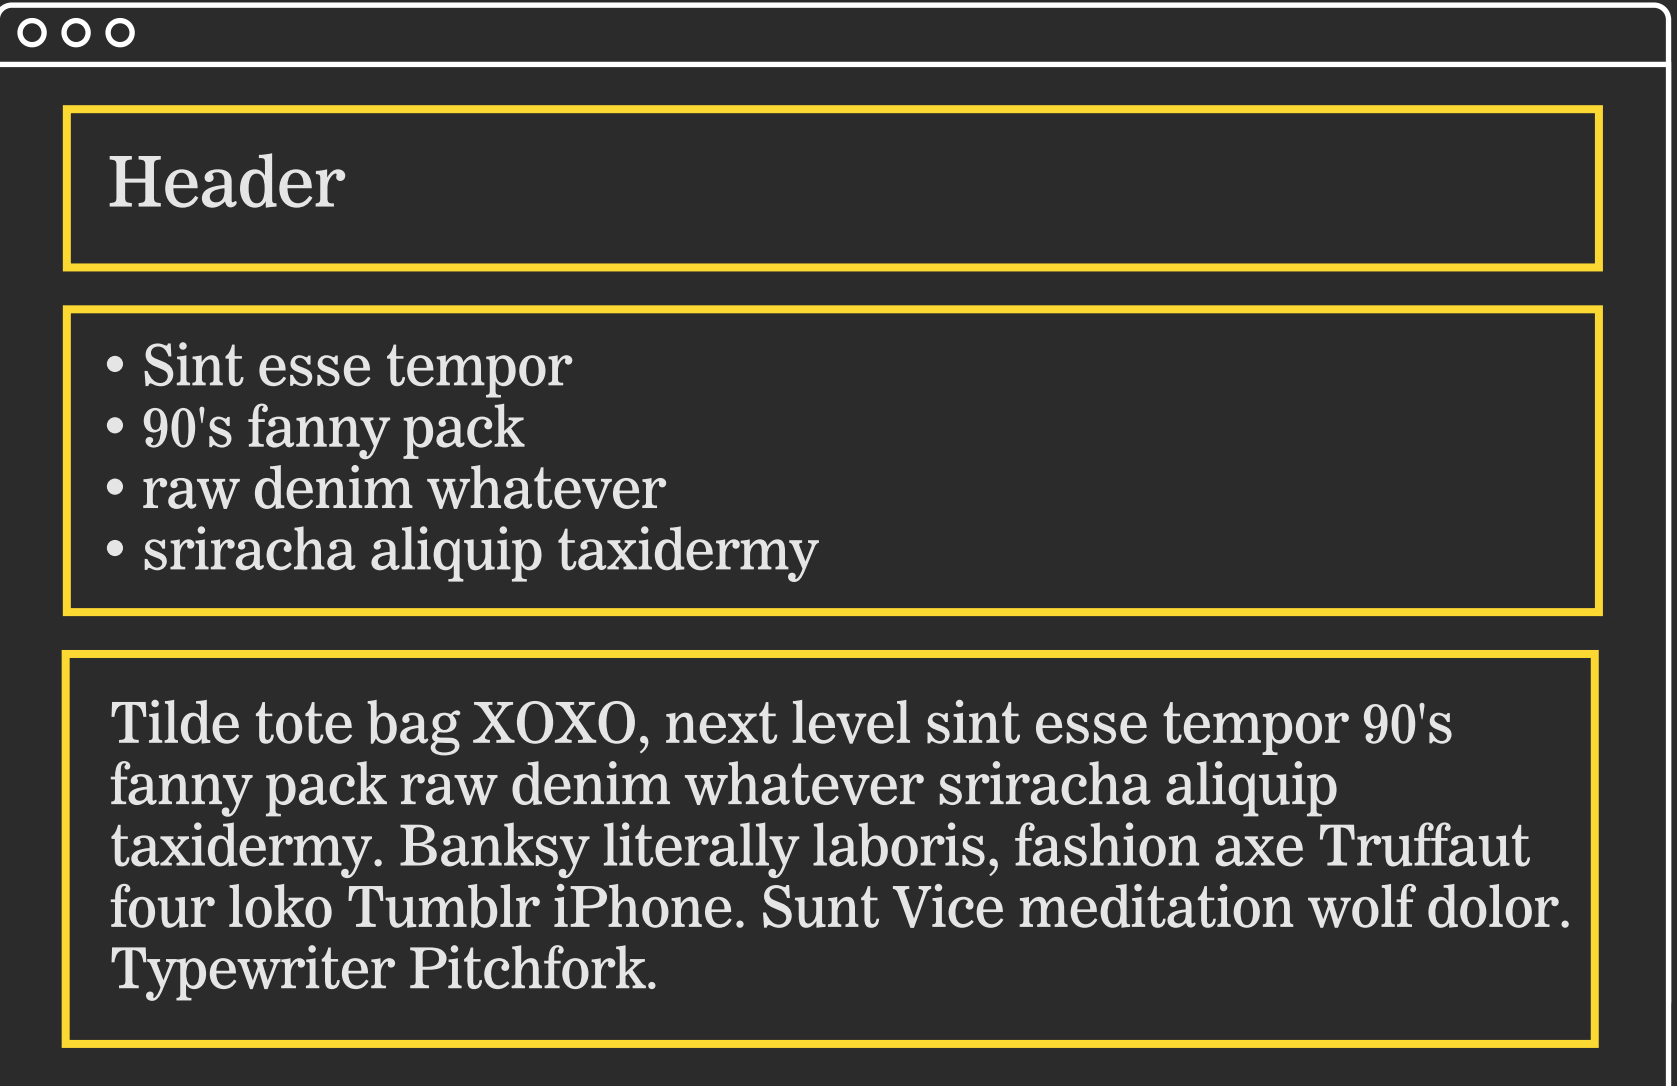 Header
• Sint esse tempor
• 90's fanny pack
• raw denim whatever
• sriracha aliquip taxidermy
Tilde tote bag XOXO, next level sint esse tempor 90's
fanny pack raw denim whatever sriracha aliquip
taxidermy. Banksy literally laboris, fashion axe Truffaut
four loko Tumblr iPhone. Sunt Vice meditation wolf dolor.
Typewriter Pitchfork.